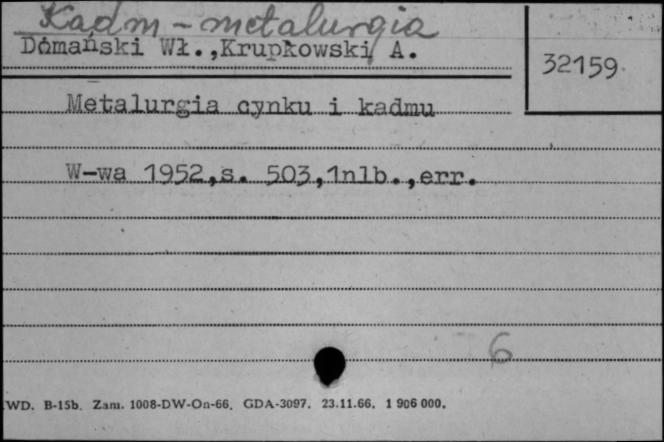 Kadm - metalurgia
Domański Wł.,Krupkowski A.
32159
Metalurgia cynku i kadmu
W-wa 1952,s. 503,1nlb.,err.
6
WD. B-15b. Zam. 1008-DW-On-66. GDA-3097. 23.11.66. 1 906 000.